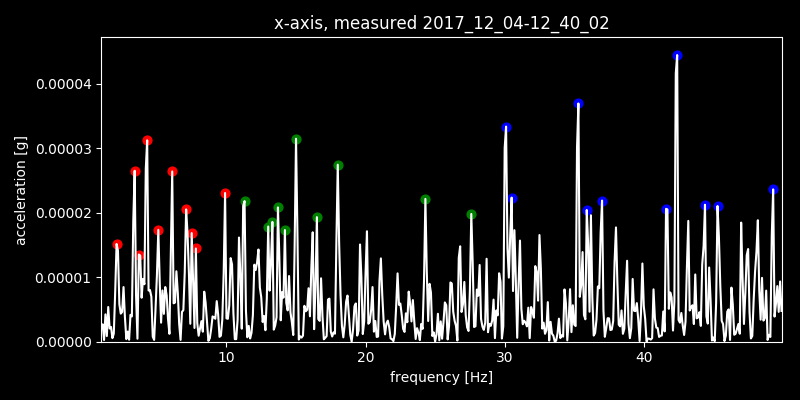 x-axis, measured 2017_12_04-12_40_02
acceleration [g]
0.00004
0.00003
0.00002
0.00001
0.00000
10 20 30 40
frequency [Hz]